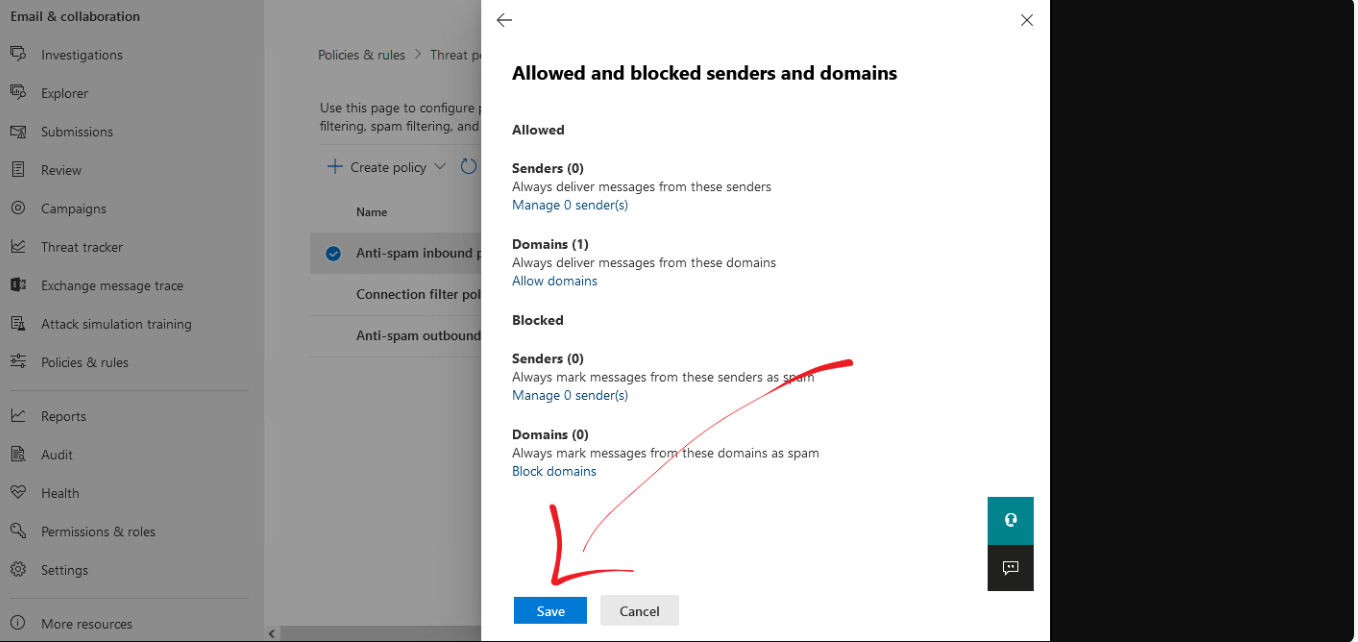 Email & collaboration
Investigations
Explorer
Submissions
Review
Campaigns
Threat tracker
Exchange message trace
Attack simulation training
Policies & rules
Reports
Audit
Health
Permissions & roles
Settings
More resources
Policies & rules > Threat po
Use this page to configure p
filtering, spam filtering, and
Create policy
Name
Anti-spam inbound p
Connection filter pol
Anti-spam outbound
Allowed and blocked senders and domains
Allowed
Senders (0)
Always deliver messages from these senders
Manage 0 sender(s)
Domains (1)
Always deliver messages from these domains
Allow domains
Blocked
Senders (0)
Always mark messages from these senders as spam
Manage 0 sender(s)
Domains (0)
Always mark messages from these domains as spam
Block domains
Save
Cancel